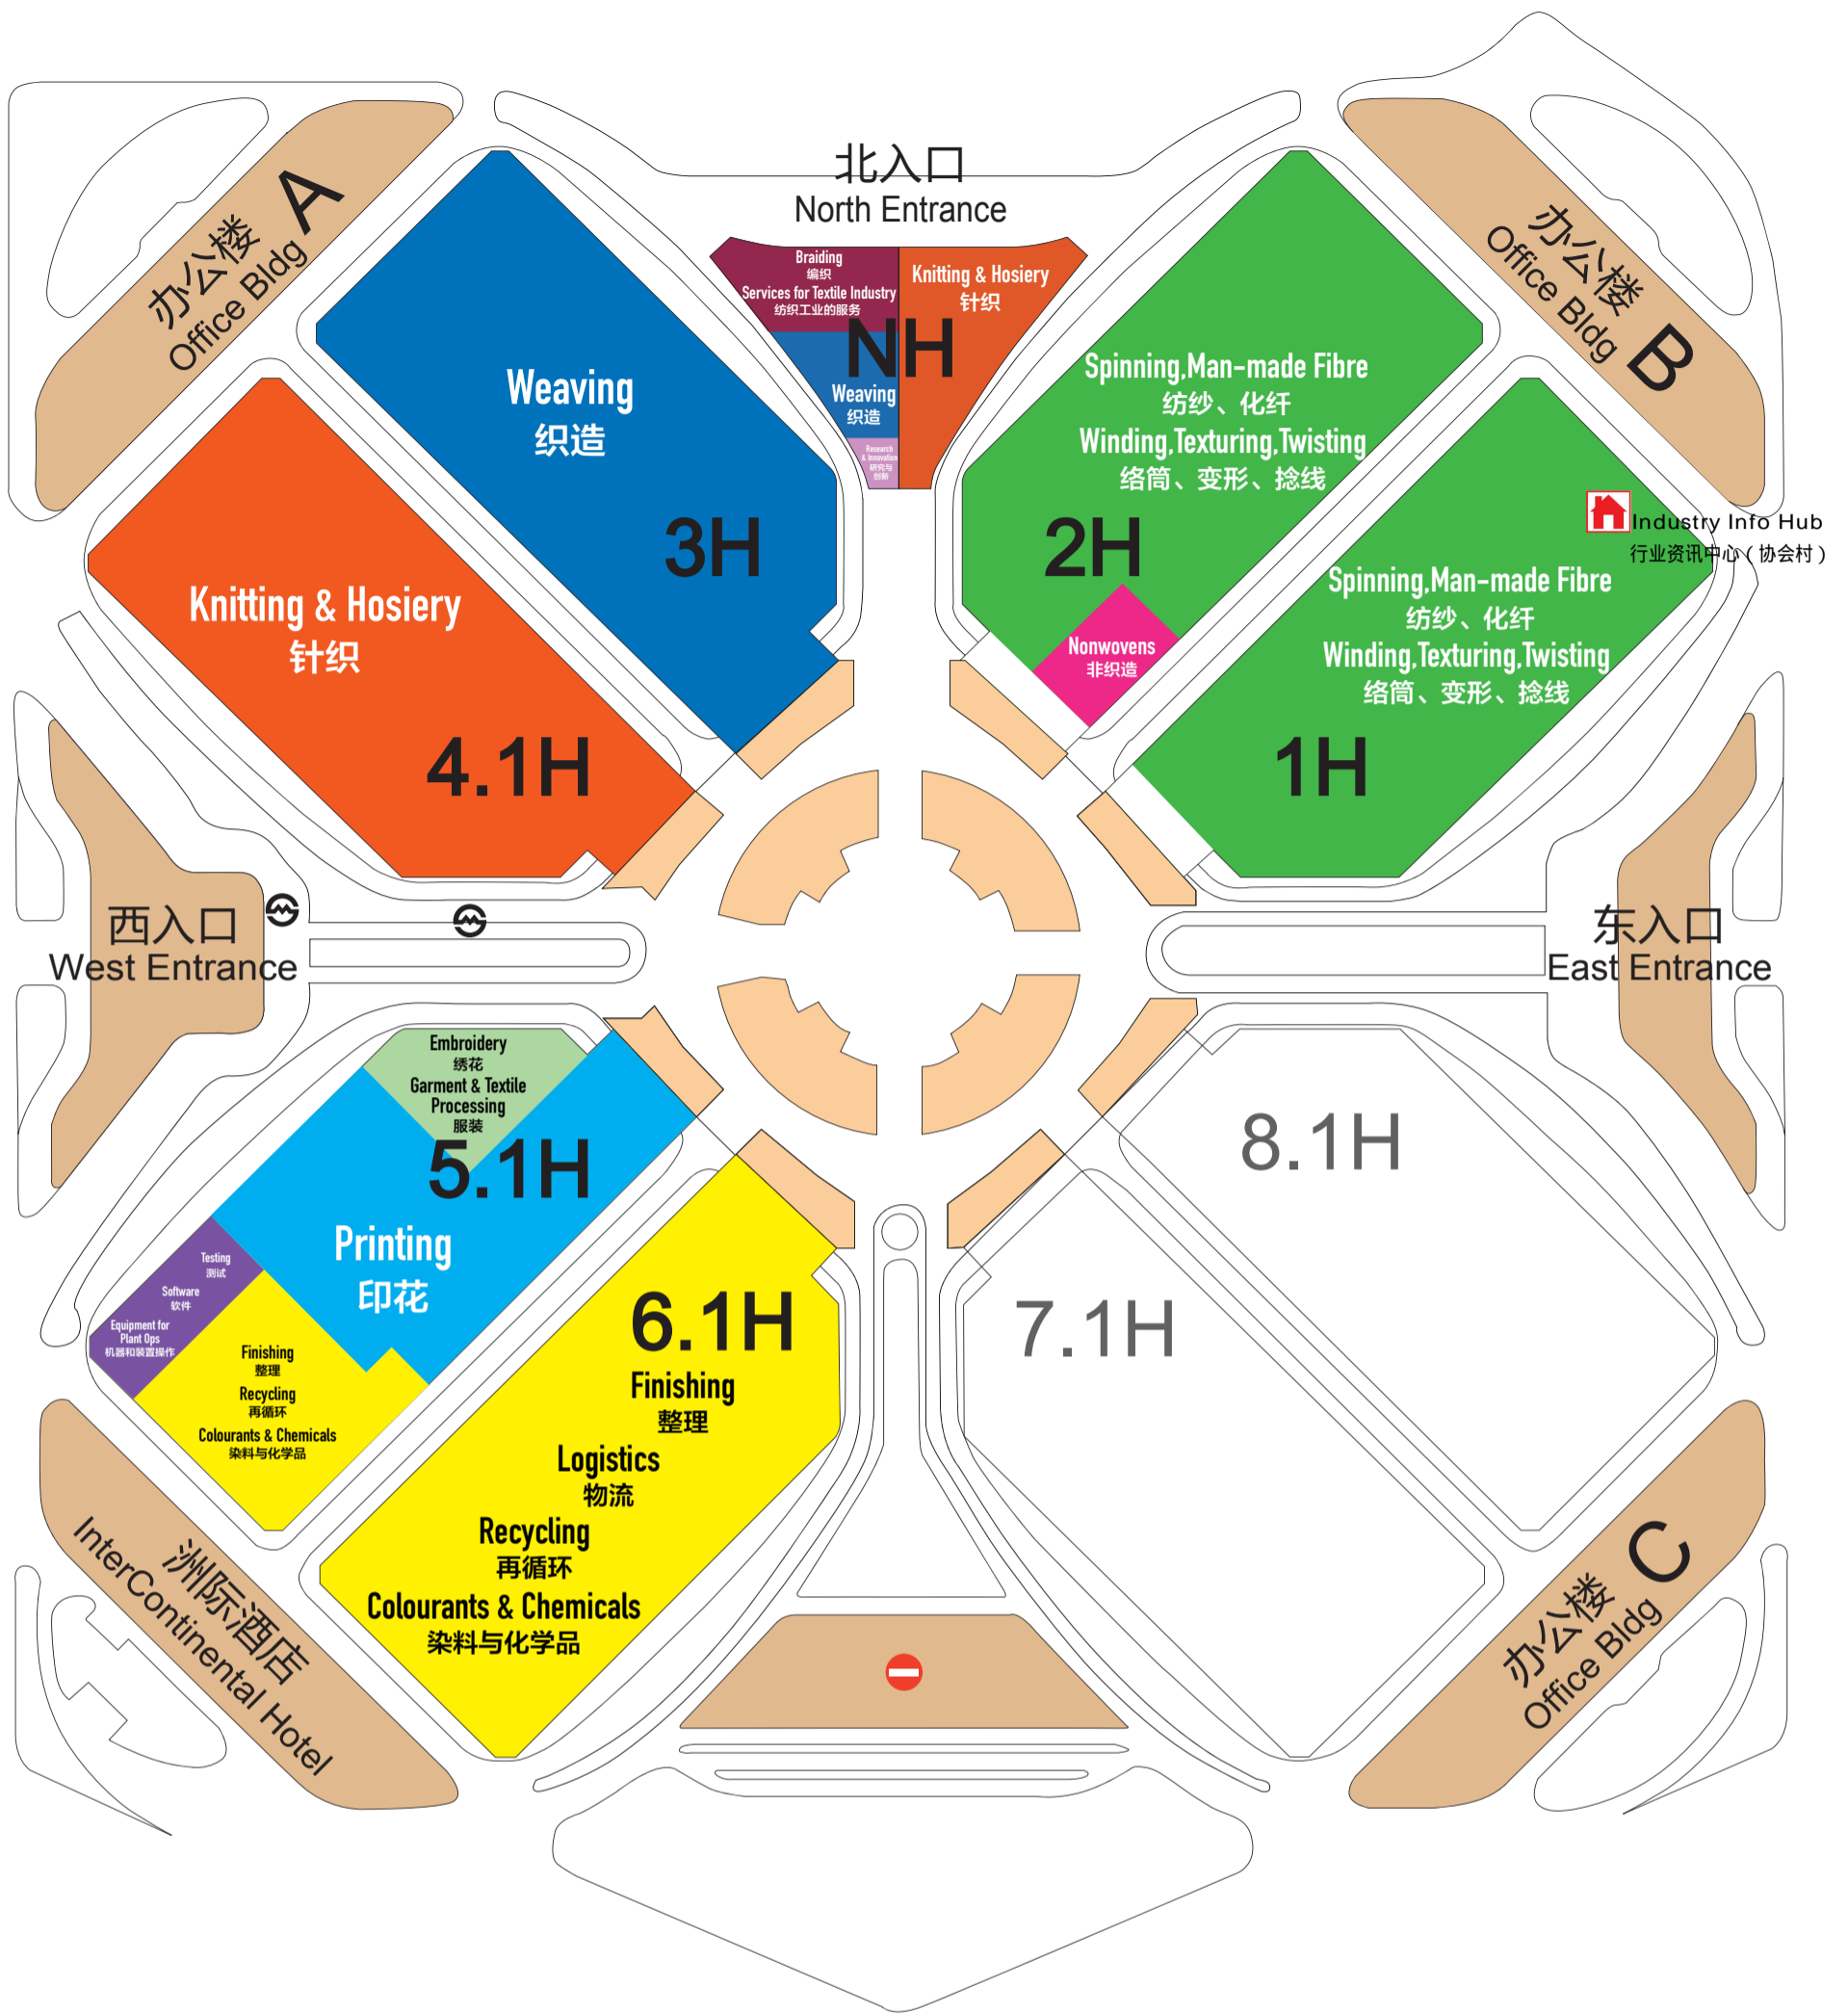 北入口
North Entrance
办公楼
Office Bldg
A
办公楼
Office Bldg
B
Braiding
编织
Services for Textile Industry
纺织工业的服务
Knitting & Hosiery
针织
NH
Weaving
织造
Research
& Innovation
研究与
创新
Weaving
织造
3H
Spinning,Man-made Fibre
纺纱、化纤
Winding,Texturing,Twisting
络筒、变形、捻线
2H
Nonwovens
非织造
Industry Info Hub
行业资讯中心(协会村)
Spinning,Man-made Fibre
纺纱、化纤
Winding,Texturing,Twisting
络筒、变形、捻线
1H
Knitting & Hosiery
针织
4.1H
西入口
West Entrance
东入口
East Entrance
Embroidery
绣花
Garment & Textile
Processing
服装
5.1H
Printing
印花
Testing
测试
Software
软件
Equipment for
Plant Ops
机器和装置操作
Finishing
整理
Recycling
再循环
Colourants & Chemicals
染料与化学品
6.1H
Finishing
整理
Logistics
物流
Recycling
再循环
Colourants & Chemicals
染料与化学品
8.1H
7.1H
洲际酒店
InterContinental Hotel
办公楼
Office Bldg
C